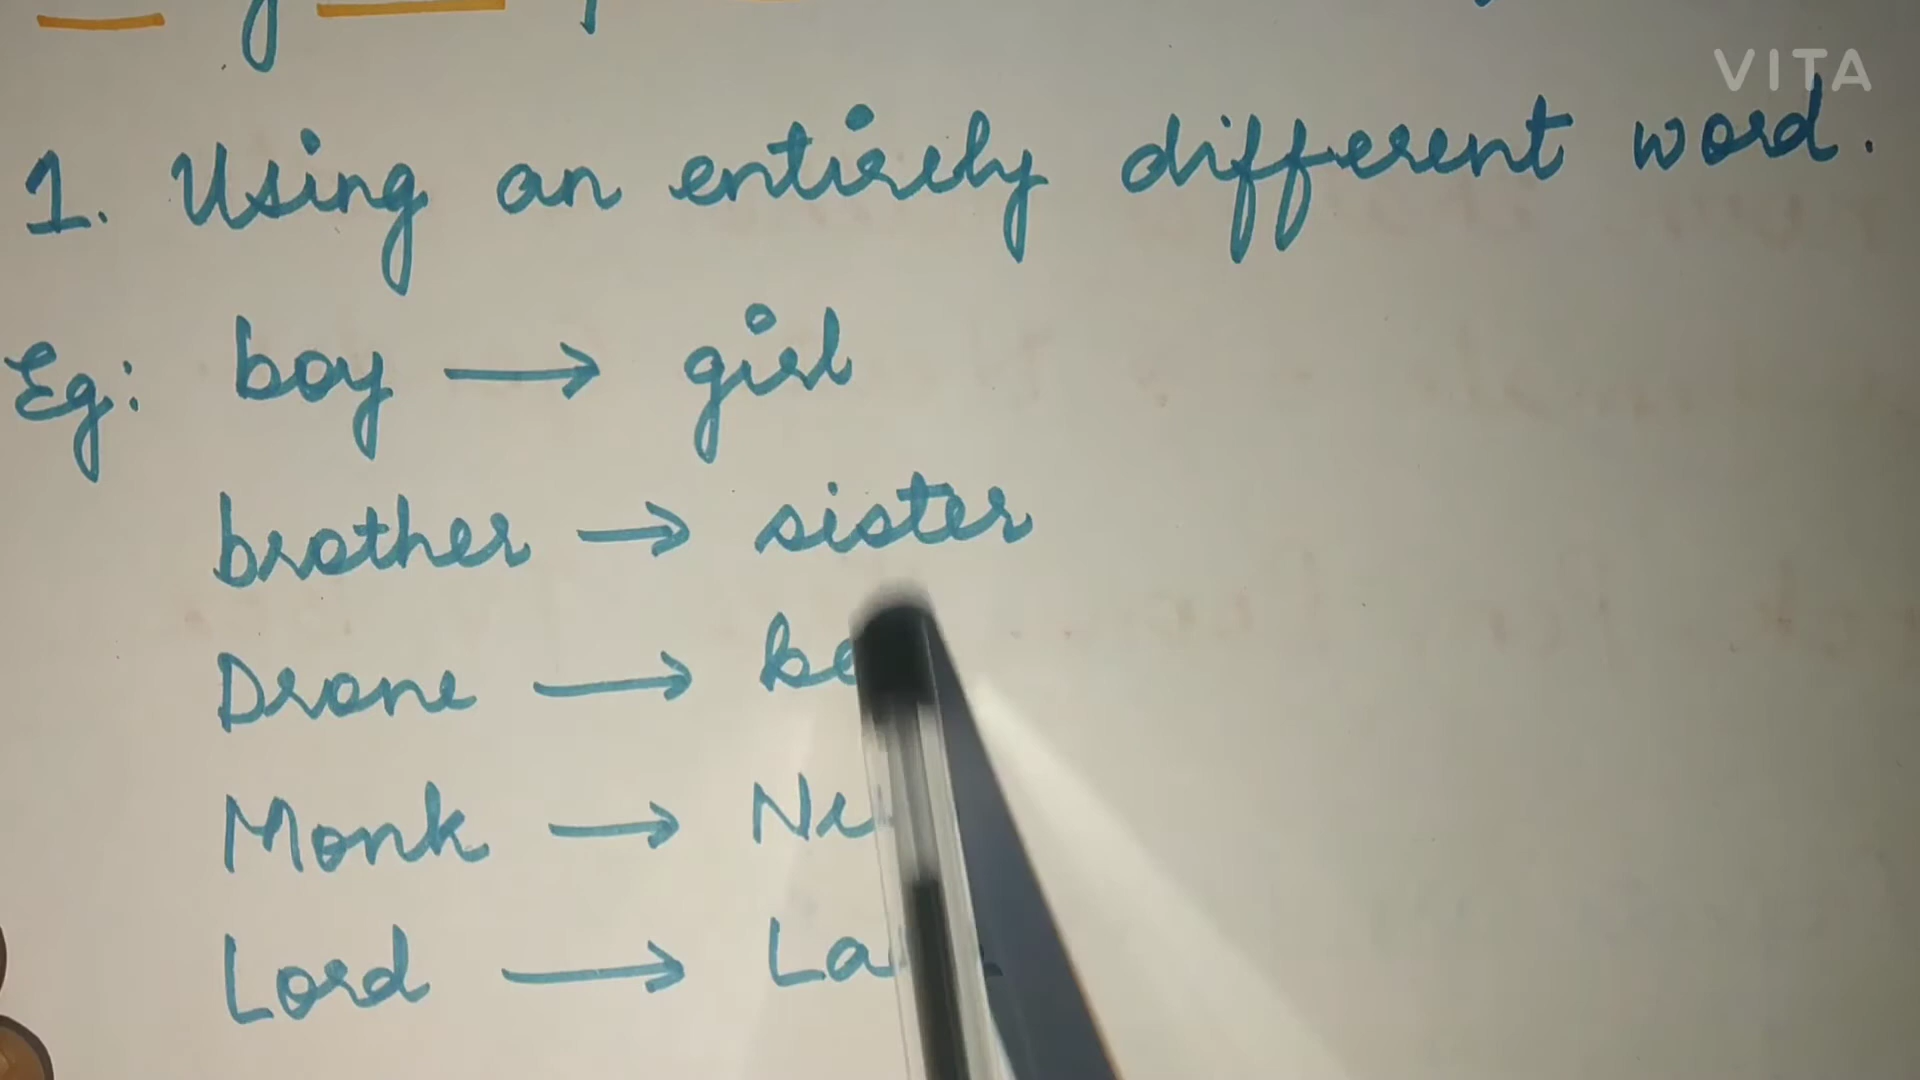 VITA
1. Using an entirely different word.
Eg: boy → girl
brother → sister
Drone →
Monk →
Lord →